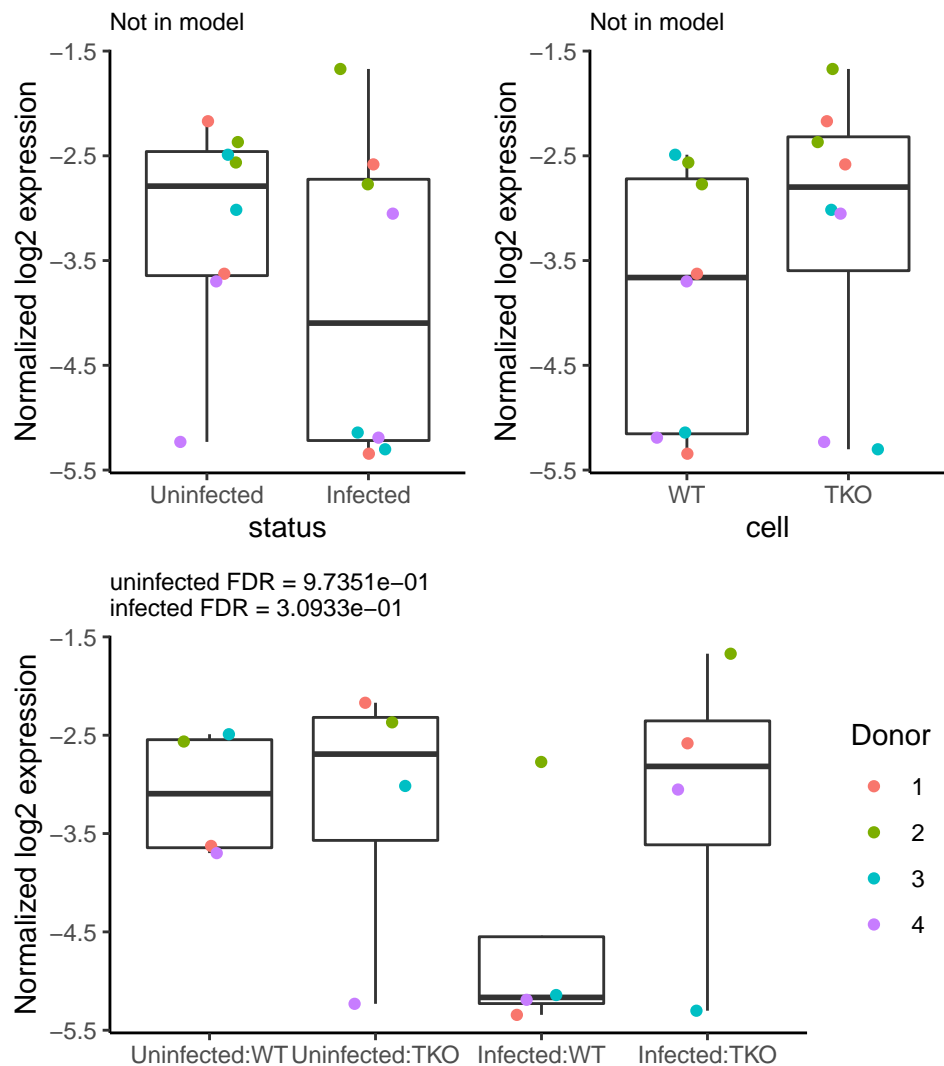 Not in model
Normalized log2 expression
−1.5
−2.5
−3.5
−4.5
−5.5
Uninfected Infected
status
Not in model
Normalized log2 expression
−1.5
−2.5
−3.5
−4.5
−5.5
WT TKO
cell
uninfected FDR = 9.7351e−01
infected FDR = 3.0933e−01
Normalized log2 expression
−1.5
−2.5
−3.5
−4.5
−5.5
Uninfected:WT Uninfected:TKO Infected:WT Infected:TKO
Donor
1
2
3
4